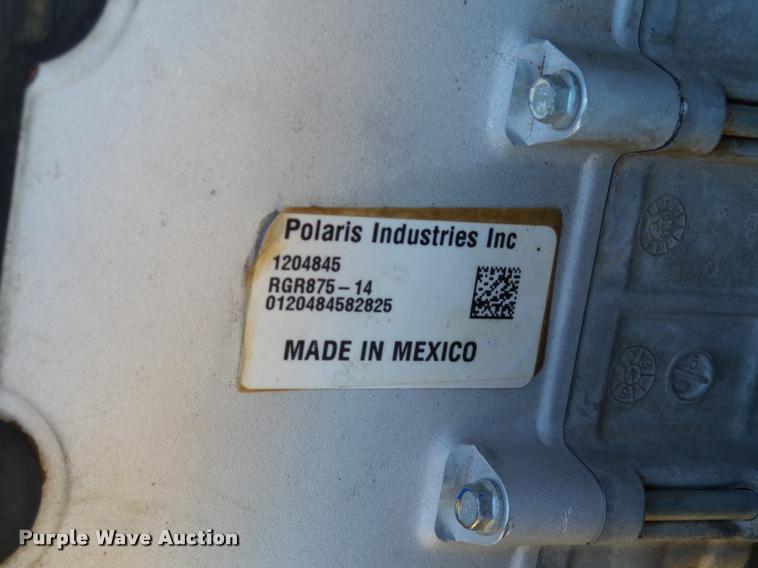 Polaris Industries Inc
1204845
RGR875-14
0120484582825
MADE IN MEXICO
Purple Wave Auction